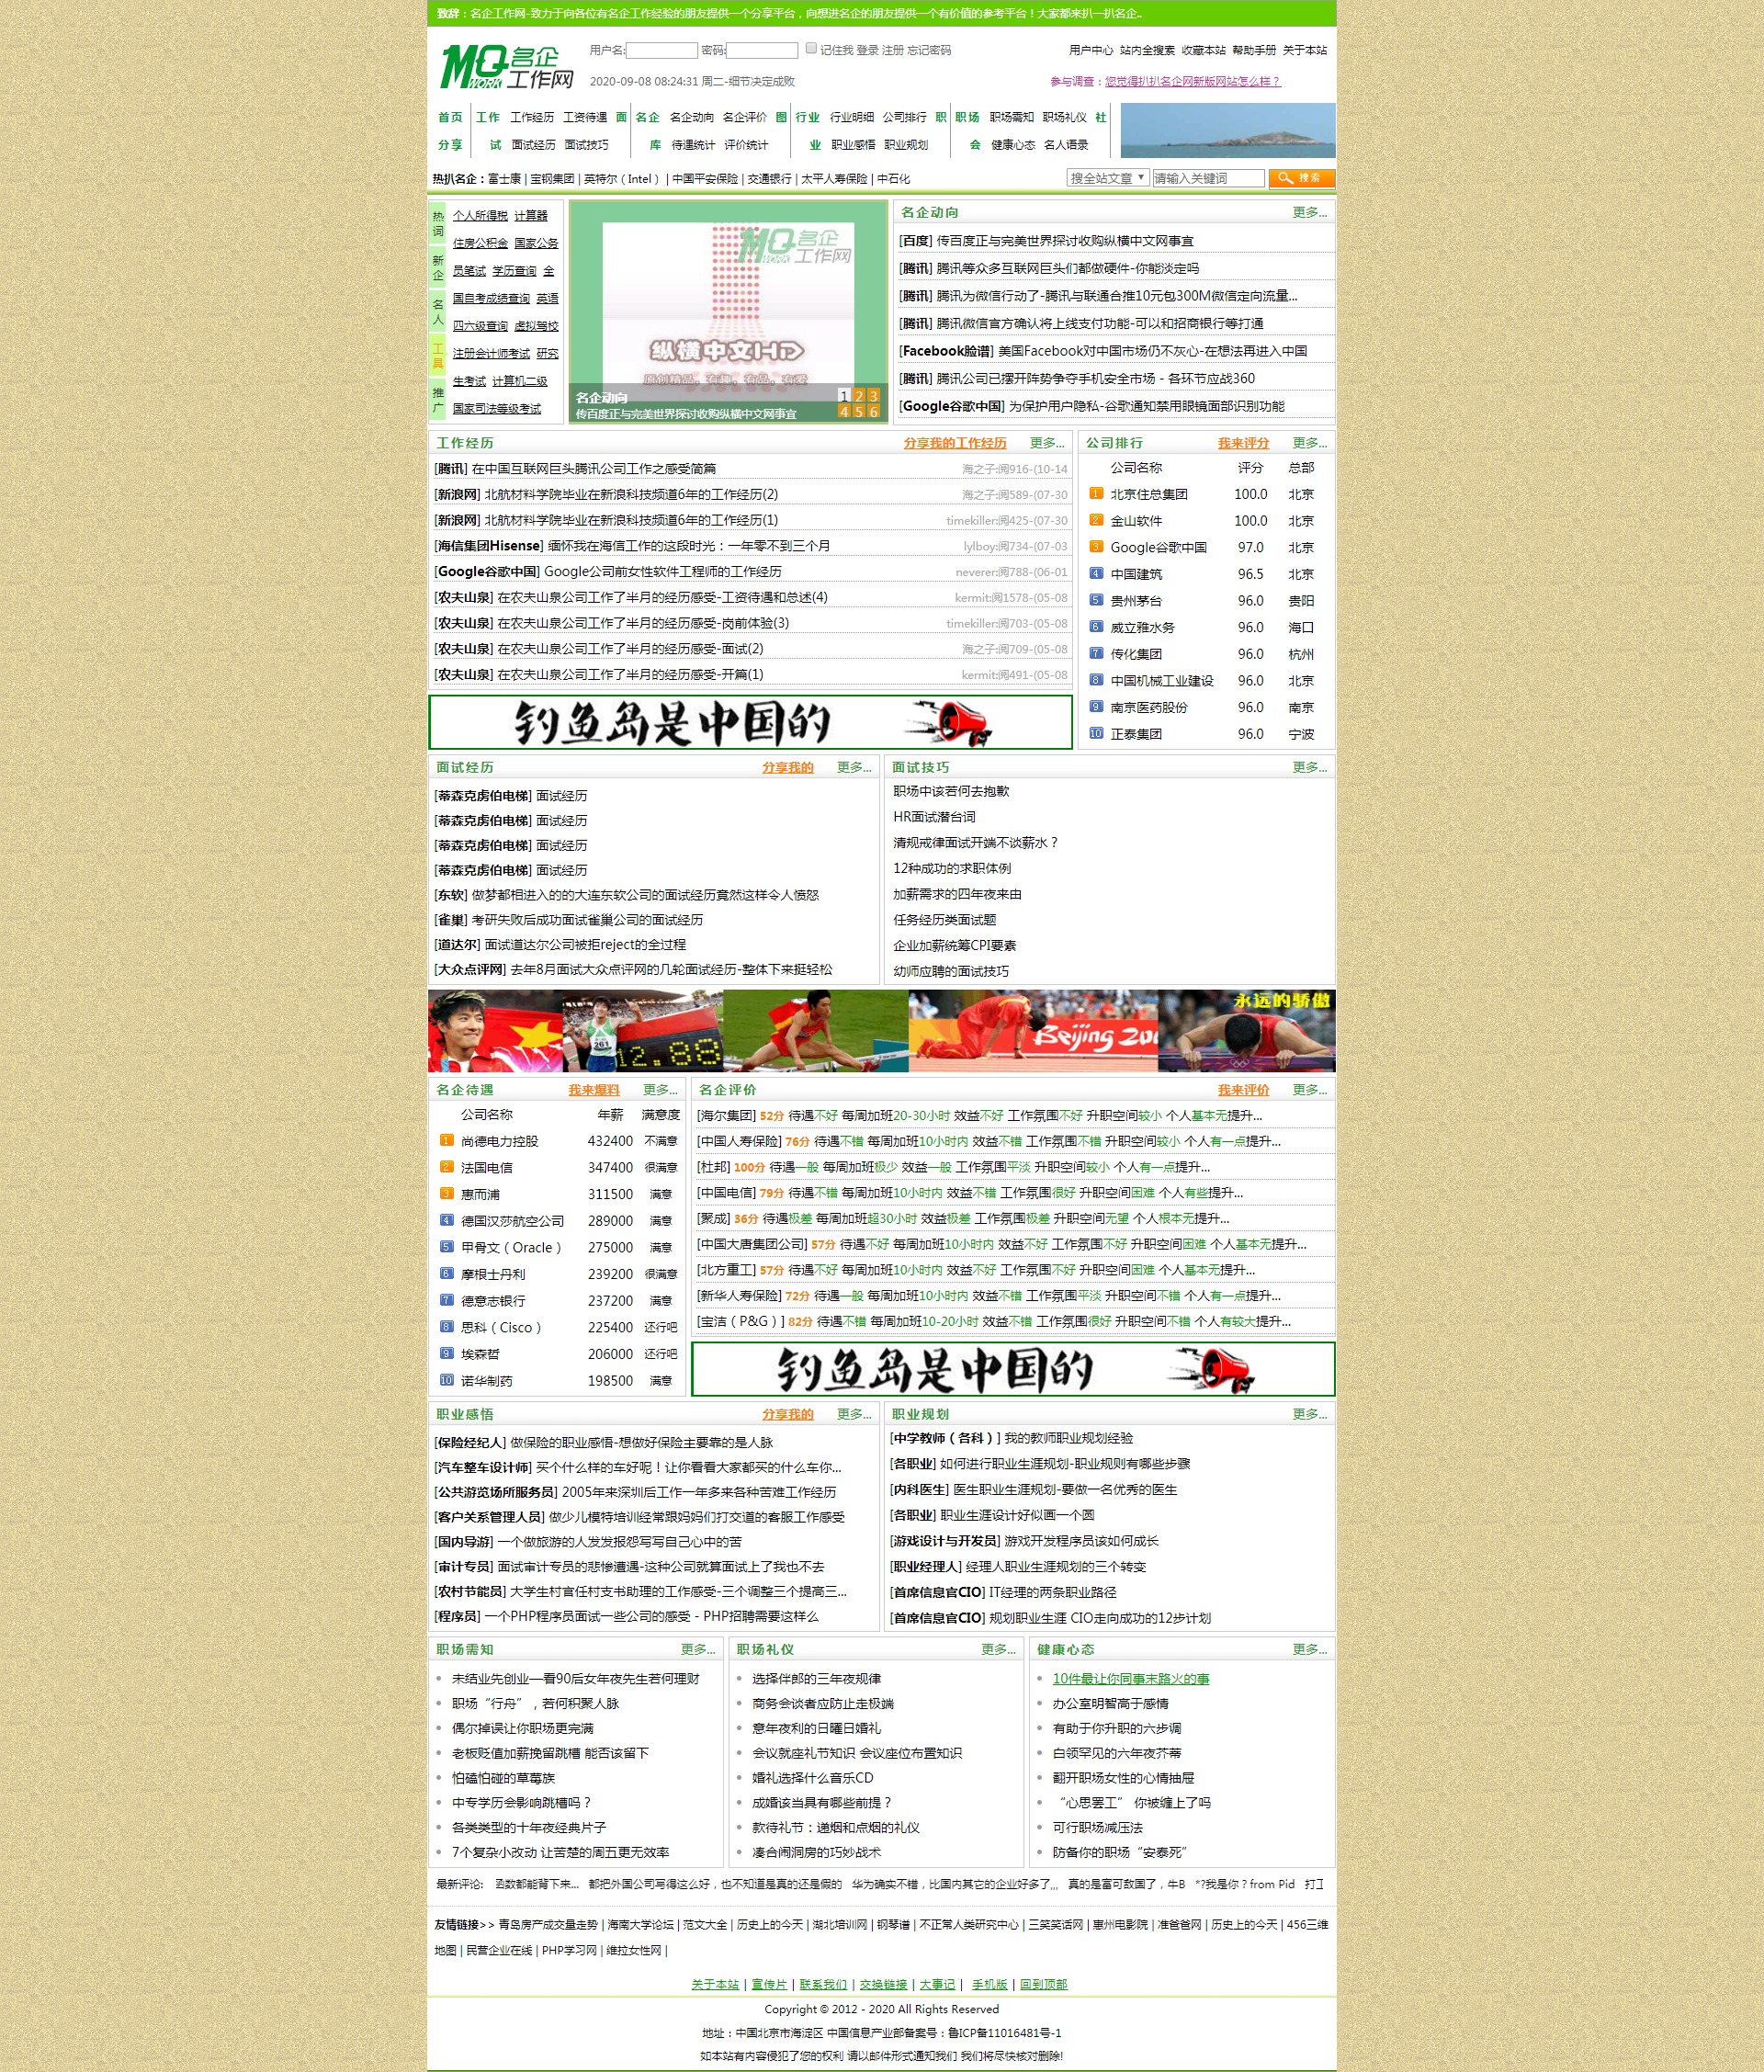 致辞：名企工作网-致力于向各位有名企工作经验的朋友提供一个分享平台，向想进名企的朋友提供一个有价值的参考平台！大家都来扒一扒名企..
MQ WORK 名企工作网
用户名: 密码: 记住我 登录 注册 忘记密码
用户中心 站内全搜索 收藏本站 帮助手册 关于本站
2020-09-08 08:24:31 周二-细节决定成败
参与调查：您觉得扒扒名企网新版网站怎么样？
首页 工作 工作经历 工资待遇 面 名企 名企动向 名企评价 图 行业 行业明细 公司排行 职 职场 职场需知 职场礼仪 社
分享 试 面试经历 面试技巧 库 待遇统计 评价统计 业 职业感悟 职业规划 会 健康心态 名人语录
热扒名企：富士康 | 宝钢集团 | 英特尔（Intel） | 中国平安保险 | 交通银行 | 太平人寿保险 | 中石化
搜全站文章 请输入关键词 搜索
热词
新企
名人
工具
推广
个人所得税 计算器
住房公积金 国家公务
员笔试 学历查询 全
国自考成绩查询 英语
四六级查询 虚拟驾校
注册会计师考试 研究
生考试 计算机二级
国家司法等级考试
MQ 名企工作网
纵横中文
原创精品，有趣，有品，有爱
名企动向
传百度正与完美世界探讨收购纵横中文网事宜
1 2 3
4 5 6
名企动向 更多...
[百度] 传百度正与完美世界探讨收购纵横中文网事宜
[腾讯] 腾讯等众多互联网巨头们都做硬件-你能淡定吗
[腾讯] 腾讯为微信行动了-腾讯与联通合推10元包300M微信定向流量...
[腾讯] 腾讯微信官方确认将上线支付功能-可以和招商银行等打通
[Facebook脸谱] 美国Facebook对中国市场仍不灰心-在想法再进入中国
[腾讯] 腾讯公司已摆开阵势争夺手机安全市场 - 各环节应战360
[Google谷歌中国] 为保护用户隐私-谷歌通知禁用眼镜面部识别功能
工作经历 分享我的工作经历 更多...
[腾讯] 在中国互联网巨头腾讯公司工作之感受简篇 海之子:阅916-(10-14
[新浪网] 北航材料学院毕业在新浪科技频道6年的工作经历(2) 海之子:阅589-(07-30
[新浪网] 北航材料学院毕业在新浪科技频道6年的工作经历(1) timekiller:阅425-(07-30
[海信集团Hisense] 缅怀我在海信工作的这段时光：一年零不到三个月 lylboy:阅734-(07-03
[Google谷歌中国] Google公司前女性软件工程师的工作经历 neverer:阅788-(06-01
[农夫山泉] 在农夫山泉公司工作了半月的经历感受-工资待遇和总述(4) kermit:阅1578-(05-08
[农夫山泉] 在农夫山泉公司工作了半月的经历感受-岗前体验(3) timekiller:阅703-(05-08
[农夫山泉] 在农夫山泉公司工作了半月的经历感受-面试(2) 海之子:阅709-(05-08
[农夫山泉] 在农夫山泉公司工作了半月的经历感受-开篇(1) kermit:阅491-(05-08
钓鱼岛是中国的
公司排行 我来评分 更多...
公司名称 评分 总部
1 北京住总集团 100.0 北京
2 金山软件 100.0 北京
3 Google谷歌中国 97.0 北京
4 中国建筑 96.5 北京
5 贵州茅台 96.0 贵阳
6 威立雅水务 96.0 海口
7 传化集团 96.0 杭州
8 中国机械工业建设 96.0 北京
9 南京医药股份 96.0 南京
10 正泰集团 96.0 宁波
面试经历 分享我的 更多...
[蒂森克虏伯电梯] 面试经历
[蒂森克虏伯电梯] 面试经历
[蒂森克虏伯电梯] 面试经历
[蒂森克虏伯电梯] 面试经历
[东软] 做梦都相进入的的大连东软公司的面试经历竟然这样令人愤怒
[雀巢] 考研失败后成功面试雀巢公司的面试经历
[道达尔] 面试道达尔公司被拒reject的全过程
[大众点评网] 去年8月面试大众点评网的几轮面试经历-整体下来挺轻松
面试技巧 更多...
职场中该若何去抱歉
HR面试潜台词
清规戒律面试开端不谈薪水？
12种成功的求职体例
加薪需求的四年夜来由
任务经历类面试题
企业加薪统筹CPI要素
幼师应聘的面试技巧
261 12.88 Beijing 200 永远的骄傲
名企待遇 我来爆料 更多...
公司名称 年薪 满意度
1 尚德电力控股 432400 不满意
2 法国电信 347400 很满意
3 惠而浦 311500 满意
4 德国汉莎航空公司 289000 满意
5 甲骨文（Oracle） 275000 满意
6 摩根士丹利 239200 很满意
7 德意志银行 237200 满意
8 思科（Cisco） 225400 还行吧
9 埃森哲 206000 还行吧
10 诺华制药 198500 满意
名企评价 我来评价 更多...
[海尔集团] 52分 待遇不好 每周加班20-30小时 效益不好 工作氛围不好 升职空间较小 个人基本无提升...
[中国人寿保险] 76分 待遇不错 每周加班10小时内 效益不错 工作氛围不错 升职空间较小 个人有一点提升...
[杜邦] 100分 待遇一般 每周加班极少 效益一般 工作氛围平淡 升职空间较小 个人有一点提升...
[中国电信] 79分 待遇不错 每周加班10小时内 效益不错 工作氛围很好 升职空间困难 个人有些提升...
[聚成] 36分 待遇极差 每周加班超30小时 效益极差 工作氛围极差 升职空间无望 个人根本无提升...
[中国大唐集团公司] 57分 待遇不好 每周加班10小时内 效益不好 工作氛围不好 升职空间困难 个人基本无提升...
[北方重工] 57分 待遇不好 每周加班10小时内 效益不好 工作氛围不好 升职空间困难 个人基本无提升...
[新华人寿保险] 72分 待遇一般 每周加班10小时内 效益不错 工作氛围平淡 升职空间不错 个人有一点提升...
[宝洁（P&G）] 82分 待遇不错 每周加班10-20小时 效益不错 工作氛围很好 升职空间不错 个人有较大提升...
钓鱼岛是中国的
职业感悟 分享我的 更多...
[保险经纪人] 做保险的职业感悟-想做好保险主要靠的是人脉
[汽车整车设计师] 买个什么样的车好呢！让你看看大家都买的什么车你...
[公共游览场所服务员] 2005年来深圳后工作一年多来各种苦难工作经历
[客户关系管理人员] 做少儿模特培训经常跟妈妈们打交道的客服工作感受
[国内导游] 一个做旅游的人发发报怨写写自己心中的苦
[审计专员] 面试审计专员的悲惨遭遇-这种公司就算面试上了我也不去
[农村节能员] 大学生村官任村支书助理的工作感受-三个调整三个提高三...
[程序员] 一个PHP程序员面试一些公司的感受 - PHP招聘需要这样么
职业规划 更多...
[中学教师（各科）] 我的教师职业规划经验
[各职业] 如何进行职业生涯规划-职业规则有哪些步骤
[内科医生] 医生职业生涯规划-要做一名优秀的医生
[各职业] 职业生涯设计好似画一个圆
[游戏设计与开发员] 游戏开发程序员该如何成长
[职业经理人] 经理人职业生涯规划的三个转变
[首席信息官CIO] IT经理的两条职业路径
[首席信息官CIO] 规划职业生涯 CIO走向成功的12步计划
职场需知 更多...
未结业先创业—看90后女年夜先生若何理财
职场“行舟”，若何积聚人脉
偶尔掉误让你职场更完满
老板贬值加薪挽留跳槽 能否该留下
怕磕怕碰的草莓族
中专学历会影响跳槽吗？
各类类型的十年夜经典片子
7个复杂小改动 让苦楚的周五更无效率
职场礼仪 更多...
选择伴郎的三年夜规律
商务会谈者应防止走极端
意年夜利的日曜日婚礼
会议就座礼节知识 会议座位布置知识
婚礼选择什么音乐CD
成婚该当具有哪些前提？
款待礼节：递烟和点烟的礼仪
凑合闹洞房的巧妙战术
健康心态 更多...
10件最让你同事末路火的事
办公室明智高于感情
有助于你升职的六步调
白领罕见的六年夜芥蒂
翻开职场女性的心情抽屉
“心思罢工” 你被缠上了吗
可行职场减压法
防备你的职场“安泰死”
最新评论: 函数都能背下来... 都把外国公司写得这么好，也不知道是真的还是假的 华为确实不错，比国内其它的企业好多了,,, 真的是富可敌国了，牛B *?我是你？from Pid 打工
友情链接>> 青岛房产成交量走势 | 海南大学论坛 | 范文大全 | 历史上的今天 | 湖北培训网 | 钢琴谱 | 不正常人类研究中心 | 三笑笑话网 | 惠州电影院 | 准爸爸网 | 历史上的今天 | 456三维
地图 | 民营企业在线 | PHP学习网 | 维拉女性网 |
关于本站 | 宣传片 | 联系我们 | 交换链接 | 大事记 | 手机版 | 回到顶部
Copyright © 2012 - 2020 All Rights Reserved
地址：中国北京市海淀区 中国信息产业部备案号：鲁ICP备11016481号-1
如本站有内容侵犯了您的权利 请以邮件形式通知我们 我们将尽快核对删除!